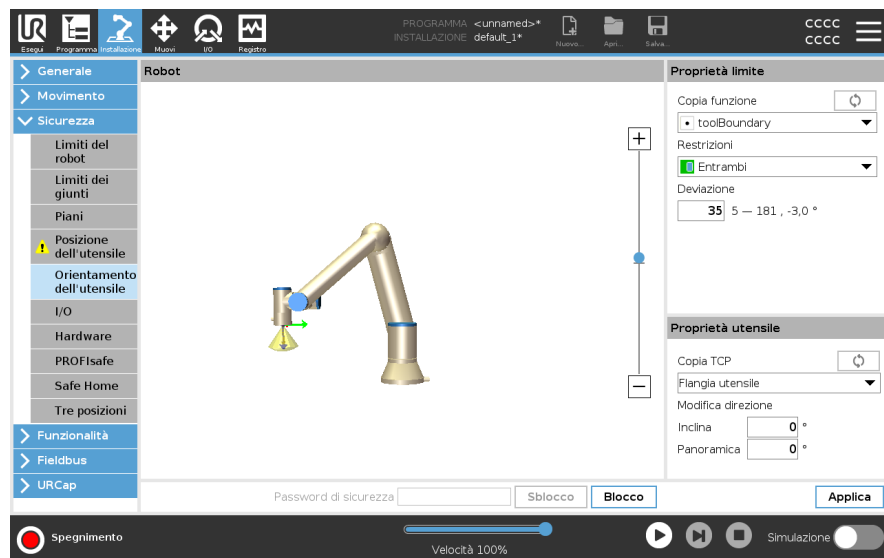 PROGRAMMA <unnamed>*
INSTALLAZIONE default_1*
Esegui Programma Installazione Muovi I/O Registro
Nuovo... Apri... Salva...
CCCC
CCCC
Generale
Movimento
Sicurezza
Limiti del
robot
Limiti dei
giunti
Piani
Posizione
dell'utensile
Orientamento
dell'utensile
I/O
Hardware
PROFIsafe
Safe Home
Tre posizioni
Funzionalità
Fieldbus
URCap
Robot
Proprietà limite
Copia funzione
toolBoundary
Restrizioni
Entrambi
Deviazione
35 5 — 181 , -3,0 °
Proprietà utensile
Copia TCP
Flangia utensile
Modifica direzione
Inclina 0 °
Panoramica 0 °
Password di sicurezza Sblocco Blocco Applica
Spegnimento
Velocità 100%
Simulazione